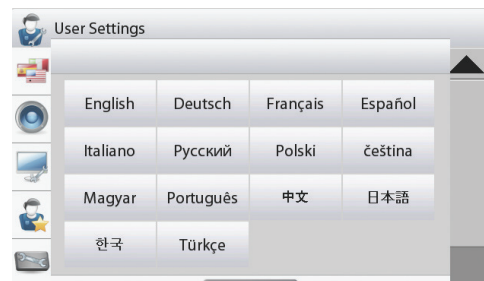 User Settings
English Deutsch Français Español
Italiano Русский Polski čeština
Magyar Português 中文 日本語
한국 Türkçe